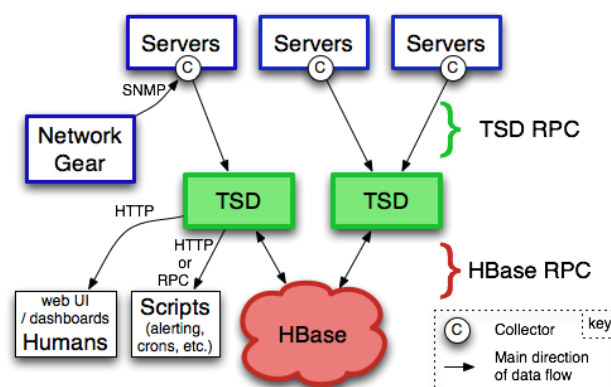 Servers
Servers
Servers
C
C
C
SNMP
Network
Gear
TSD RPC
TSD
TSD
HTTP
HTTP
or
RPC
HBase RPC
web UI
/ dashboards
Humans
Scripts
(alerting,
crons, etc.)
HBase
C
Collector
key
Main direction
of data flow